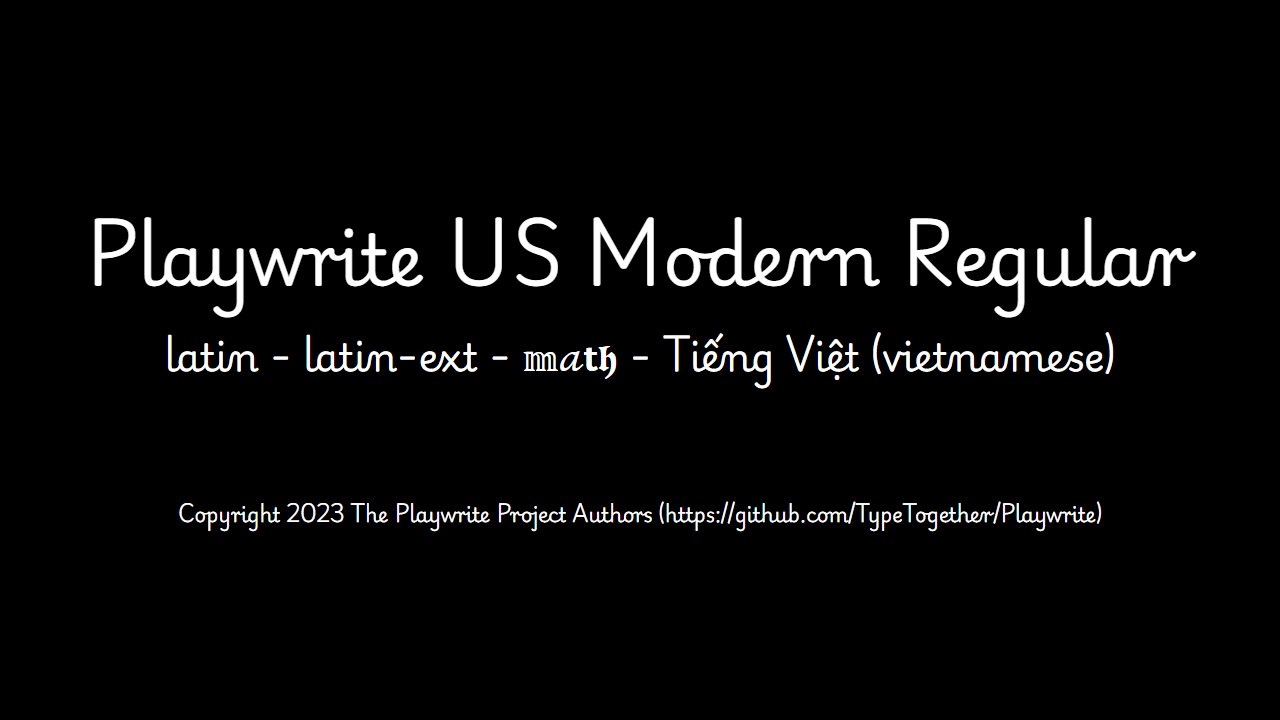 Playwrite US Modern Regular
latin - latin-ext - 𝕞𝑎𝐭𝖍 - Tiếng Việt (vietnamese)
Copyright 2023 The Playwrite Project Authors (https://github.com/TypeTogether/Playwrite)